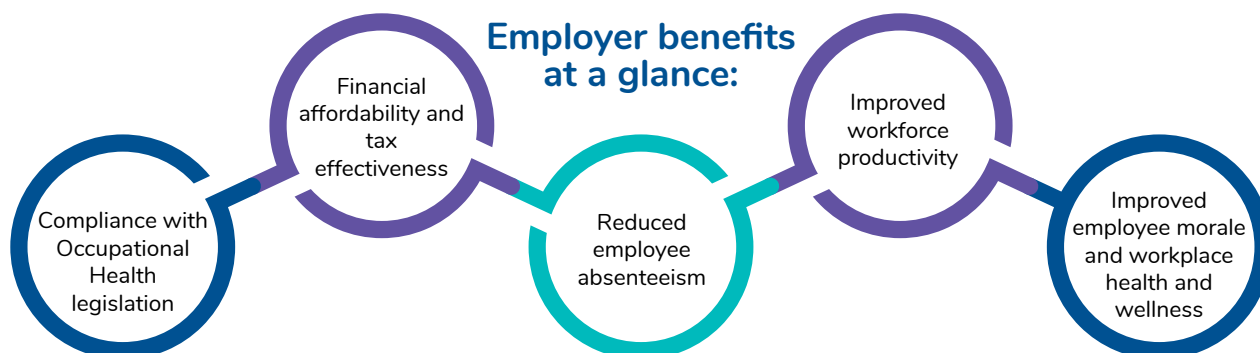 Employer benefits
at a glance:
Compliance with
Occupational
Health
legislation
Financial
affordability and
tax
effectiveness
Reduced
employee
absenteeism
Improved
workforce
productivity
Improved
employee morale
and workplace
health and
wellness